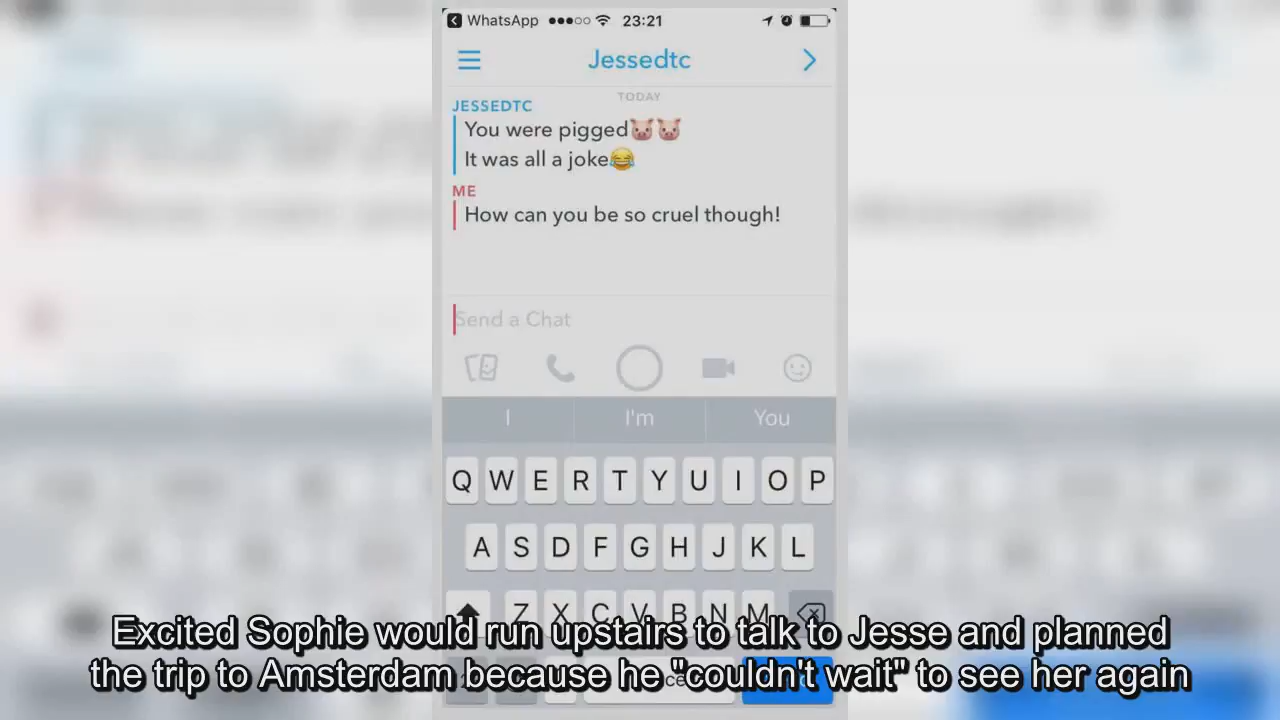 WhatsApp 23:21
Jessedtc
TODAY
JESSEDTC
You were pigged🐷🐷
It was all a joke😂
ME
How can you be so cruel though!
Send a Chat
I I'm You
Q W E R T Y U I O P
A S D F G H J K L
Z X C V B N M
Excited Sophie would run upstairs to talk to Jesse and planned
the trip to Amsterdam because he "couldn't wait" to see her again